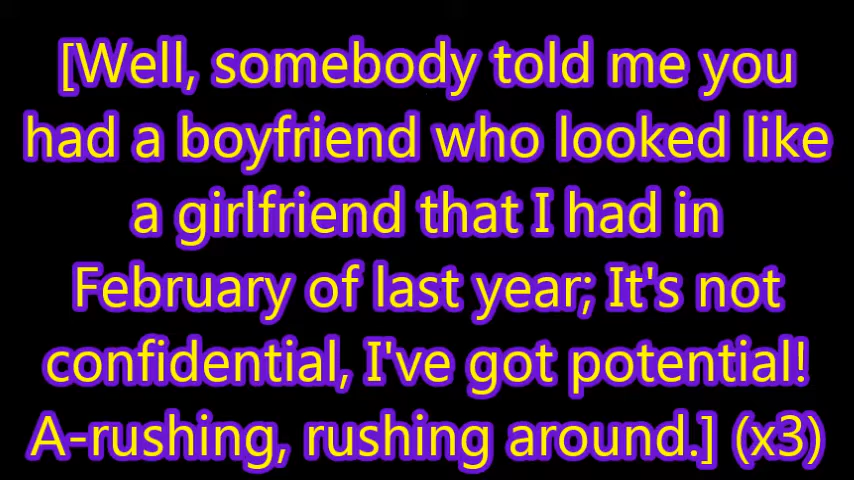 [Well, somebody told me you
had a boyfriend who looked like
a girlfriend that I had in
February of last year; It's not
confidential, I've got potential!
A-rushing, rushing around.] (x3)